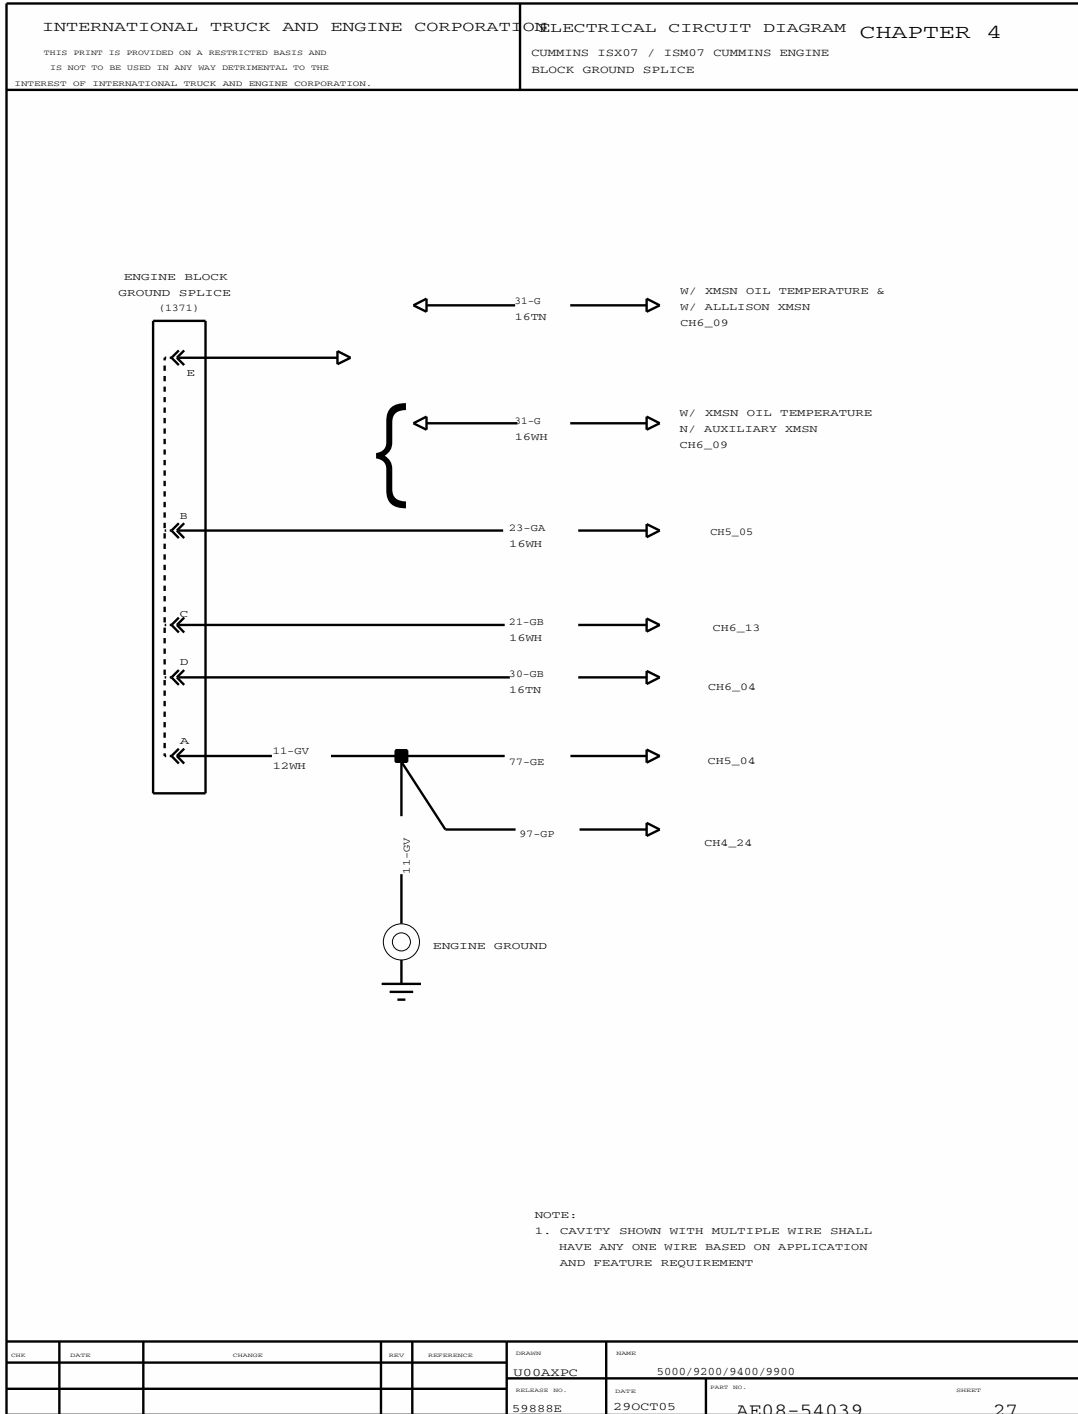 INTERNATIONAL TRUCK AND ENGINE CORPORATION
THIS PRINT IS PROVIDED ON A RESTRICTED BASIS AND
IS NOT TO BE USED IN ANY WAY DETRIMENTAL TO THE
INTEREST OF INTERNATIONAL TRUCK AND ENGINE CORPORATION.
ELECTRICAL CIRCUIT DIAGRAM
CHAPTER 4
CUMMINS ISX07 / ISM07 CUMMINS ENGINE
BLOCK GROUND SPLICE
ENGINE BLOCK
GROUND SPLICE
(1371)
31-G
16TN
W/ XMSN OIL TEMPERATURE &
W/ ALLLISON XMSN
CH6_09
E
31-G
16WH
W/ XMSN OIL TEMPERATURE
N/ AUXILIARY XMSN
CH6_09
{
B
23-GA
16WH
CH5_05
C
21-GB
16WH
CH6_13
D
30-GB
16TN
CH6_04
A
11-GV
12WH
77-GE
CH5_04
97-GP
CH4_24
11-GV
ENGINE GROUND
NOTE:
1. CAVITY SHOWN WITH MULTIPLE WIRE SHALL
HAVE ANY ONE WIRE BASED ON APPLICATION
AND FEATURE REQUIREMENT
CHK DATE CHANGE REV REFERENCE
DRAWN
U00AXPC
NAME
5000/9200/9400/9900
RELEASE NO.
59888E
DATE
29OCT05
PART NO.
AE08-54039
SHEET
27